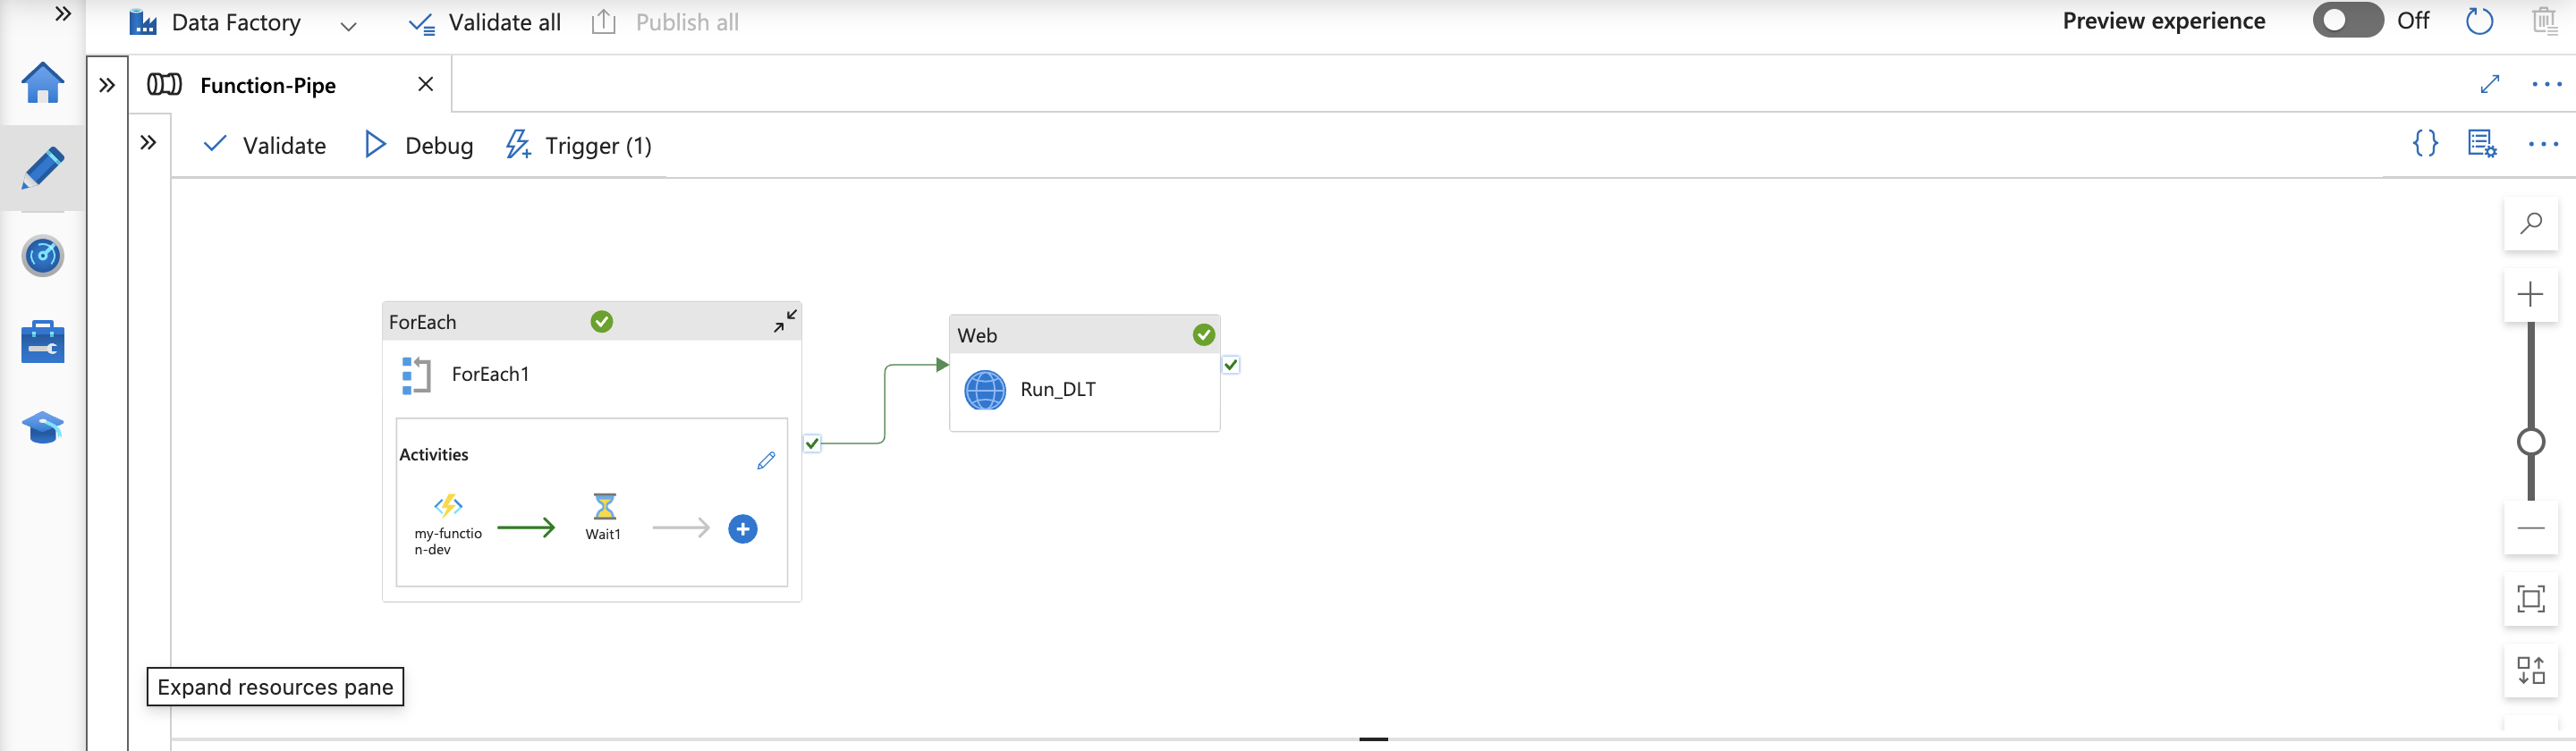 Data Factory
Validate all
Publish all
Preview experience
Off
Function-Pipe
Validate
Debug
Trigger (1)
ForEach
ForEach1
Activities
my-functio
n-dev
Wait1
Web
Run_DLT
Expand resources pane